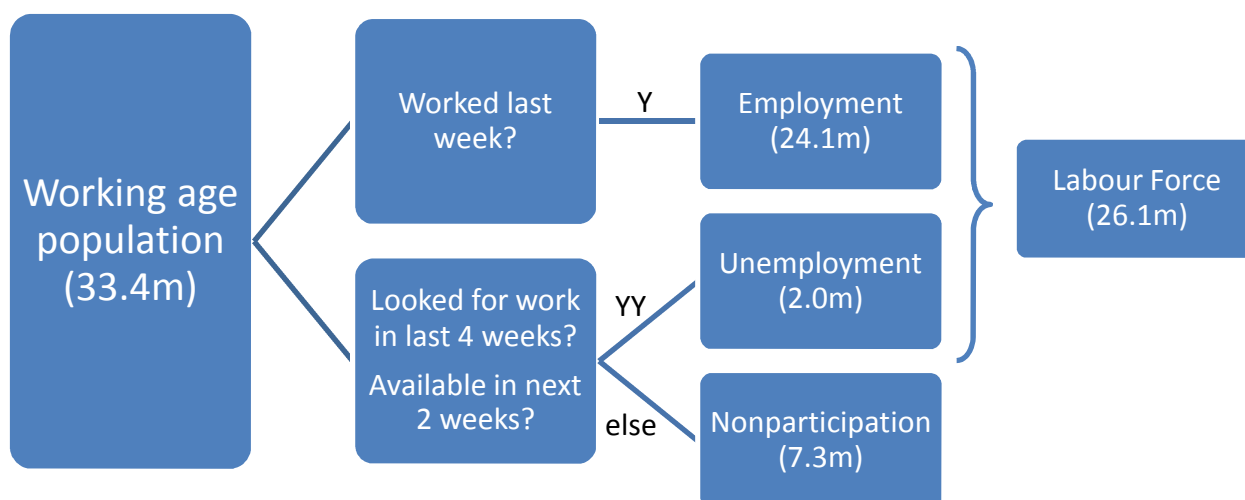 Working age
population
(33.4m)
Worked last
week?
Y
Employment
(24.1m)
Looked for work
in last 4 weeks?
Available in next
2 weeks?
YY
Unemployment
(2.0m)
else
Nonparticipation
(7.3m)
Labour Force
(26.1m)